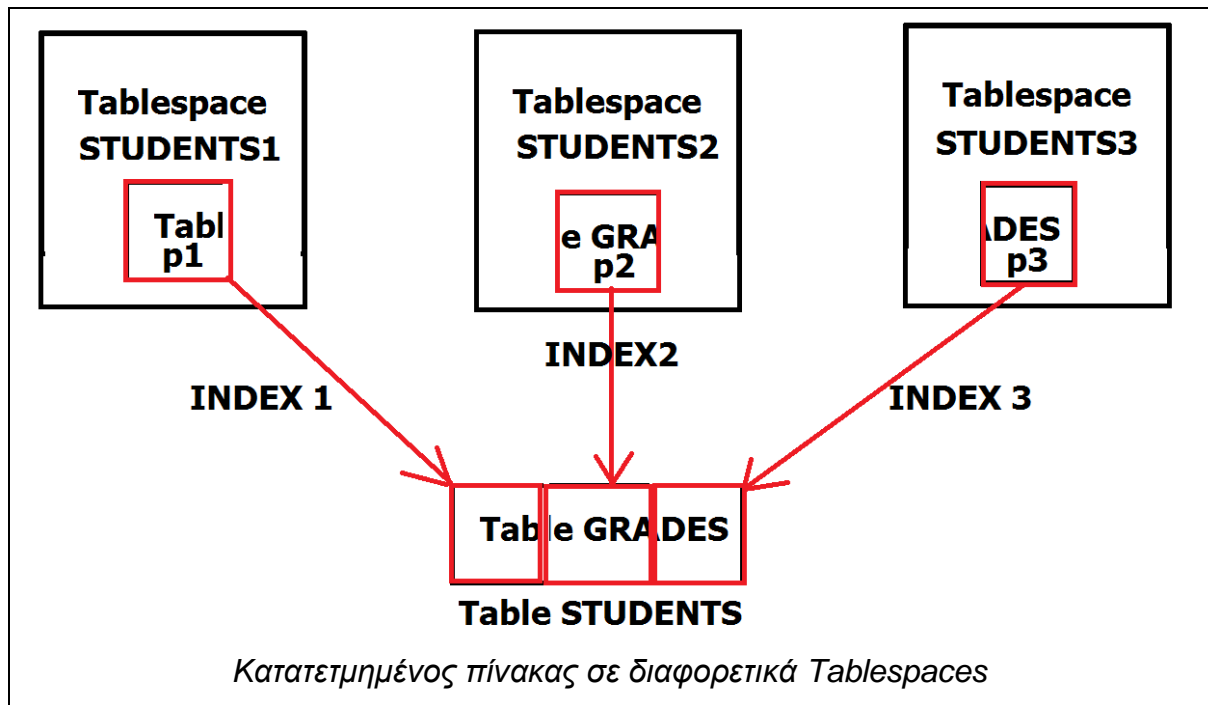 Tablespace
STUDENTS1
Tabl
p1
Tablespace
STUDENTS2
e GRA
p2
Tablespace
STUDENTS3
ADES
p3
INDEX 1
INDEX2
INDEX 3
Table GRADES
Table STUDENTS
Κατατετμημένος πίνακας σε διαφορετικά Tablespaces